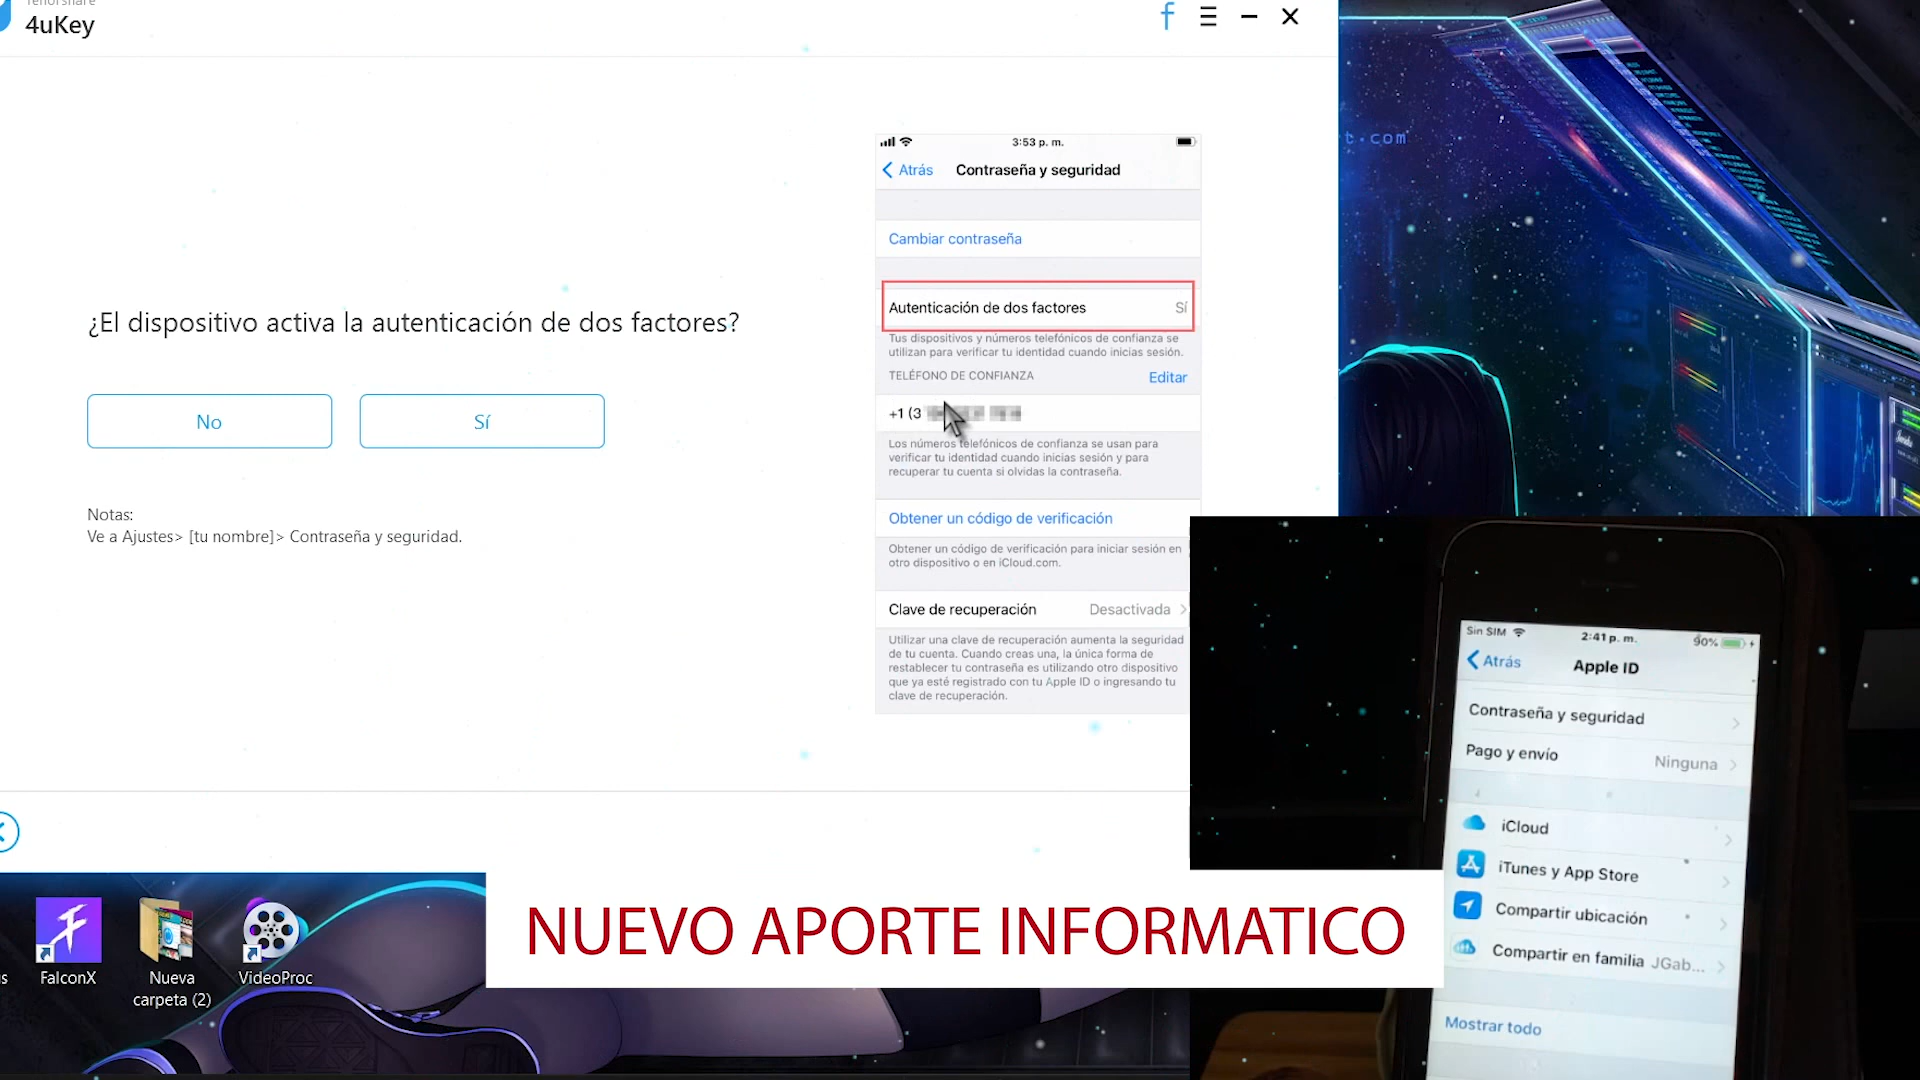 Tenorshare
4uKey
¿El dispositivo activa la autenticación de dos factores?
No
Sí
Notas:
Ve a Ajustes> [tu nombre]> Contraseña y seguridad.
3:53 p. m.
Atrás
Contraseña y seguridad
Cambiar contraseña
Autenticación de dos factores
Sí
Tus dispositivos y números telefónicos de confianza se
utilizan para verificar tu identidad cuando inicias sesión.
TELÉFONO DE CONFIANZA
Editar
+1 (3
Los números telefónicos de confianza se usan para
verificar tu identidad cuando inicias sesión y para
recuperar tu cuenta si olvidas la contraseña.
Obtener un código de verificación
Obtener un código de verificación para iniciar sesión en
otro dispositivo o en iCloud.com.
Clave de recuperación
Desactivada
Utilizar una clave de recuperación aumenta la seguridad
de tu cuenta. Cuando creas una, la única forma de
restablecer tu contraseña es utilizando otro dispositivo
que ya esté registrado con tu Apple ID o ingresando tu
clave de recuperación.
t.com
Sin SIM
2:41 p. m.
90%
Atrás
Apple ID
Contraseña y seguridad
Pago y envío
Ninguna
iCloud
iTunes y App Store
Compartir ubicación
Compartir en familia
JGab...
Mostrar todo
FalconX
Nueva
carpeta (2)
VideoProc
NUEVO APORTE INFORMATICO